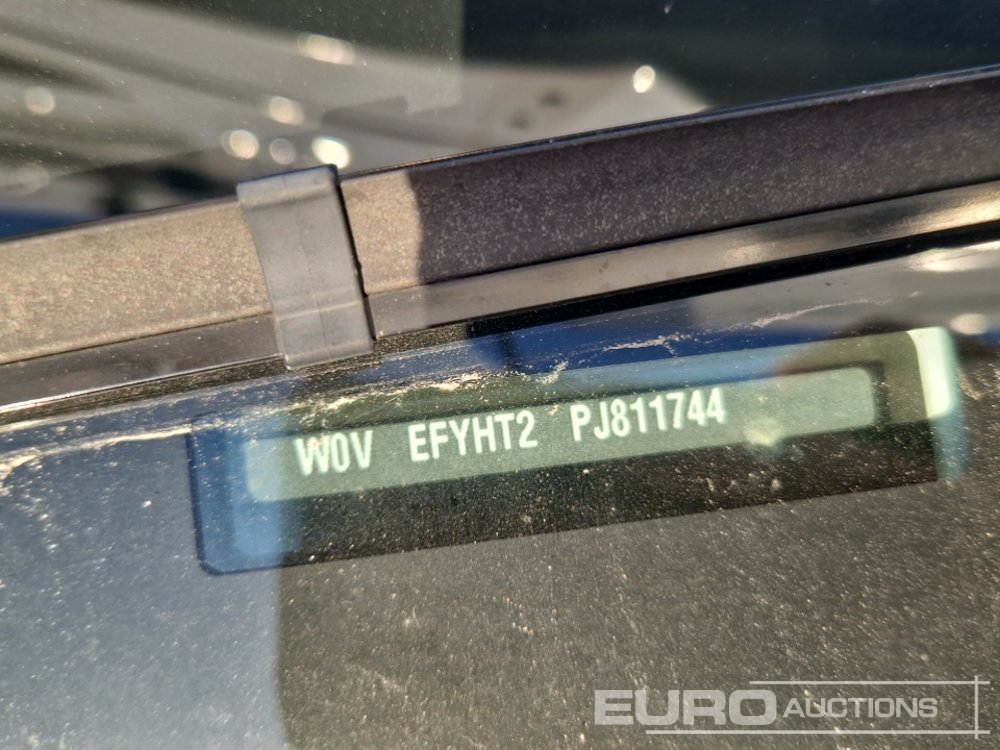 W0V EFYHT2 PJ811744
EURO AUCTIONS